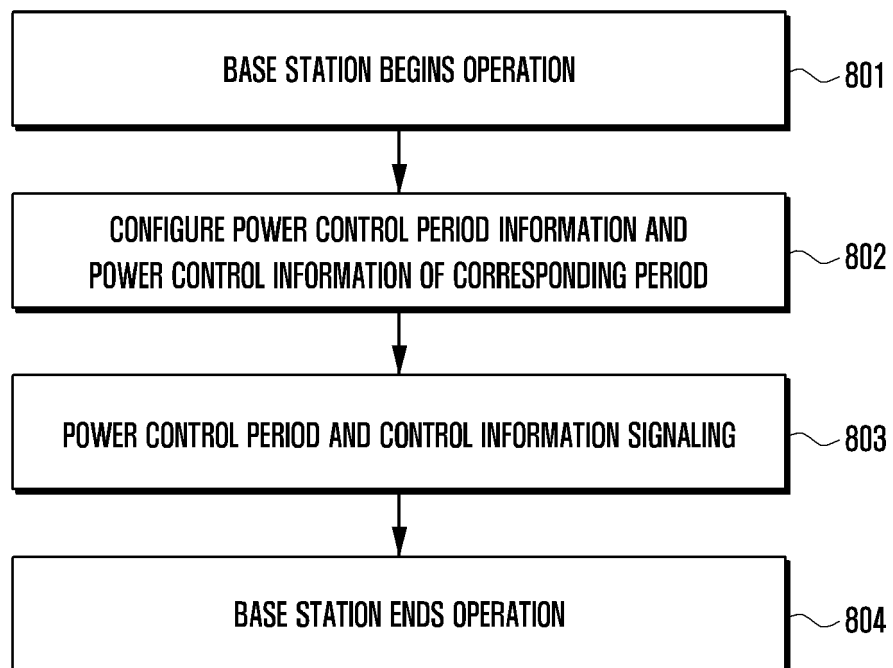 BASE STATION BEGINS OPERATION
801
CONFIGURE POWER CONTROL PERIOD INFORMATION AND
POWER CONTROL INFORMATION OF CORRESPONDING PERIOD
802
POWER CONTROL PERIOD AND CONTROL INFORMATION SIGNALING
803
BASE STATION ENDS OPERATION
804